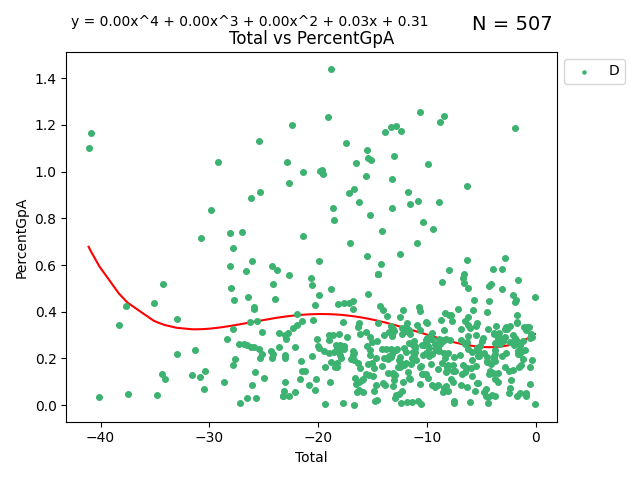 y = 0.00x^4 + 0.00x^3 + 0.00x^2 + 0.03x + 0.31
N = 507
Total vs PercentGpA
D
PercentGpA
1.4
1.2
1.0
0.8
0.6
0.4
0.2
0.0
−40
−30
−20
−10
0
Total